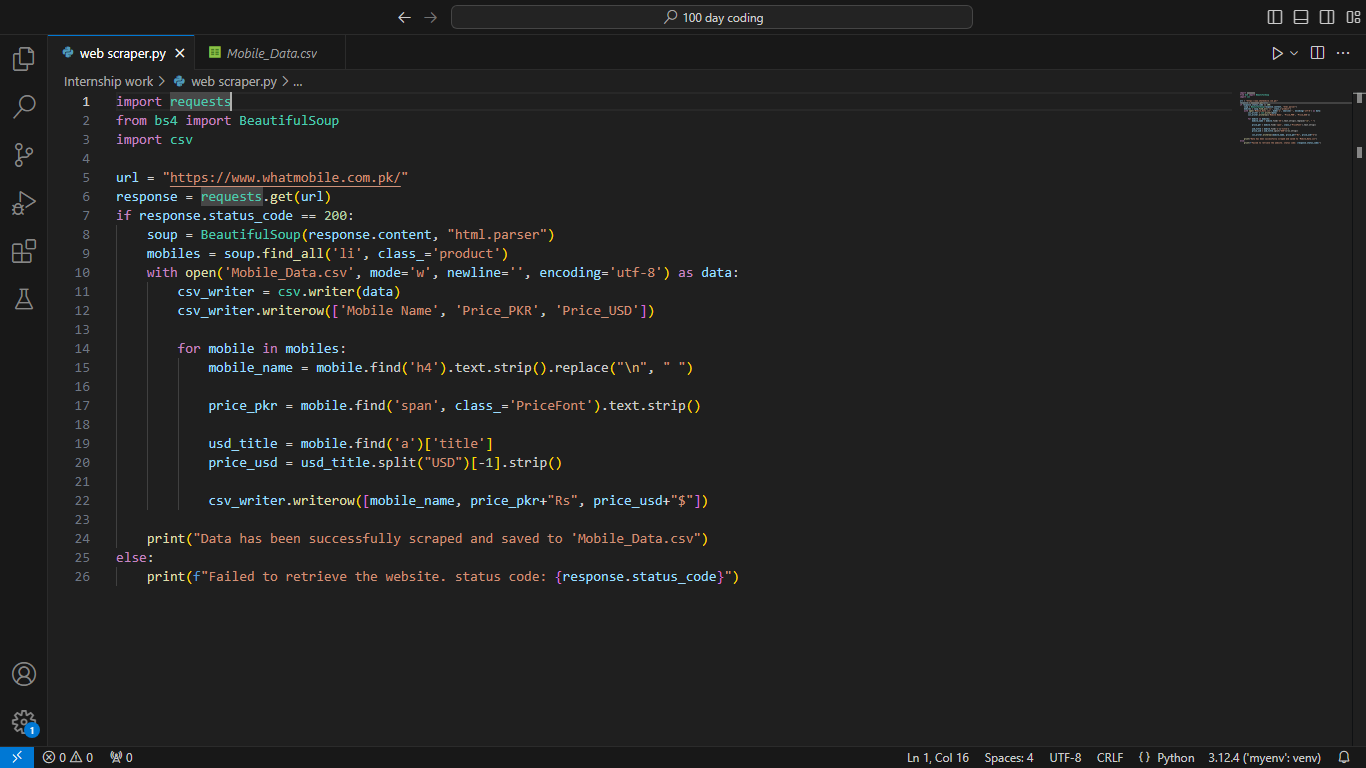 100 day coding
web scraper.py
Mobile_Data.csv
Internship work > web scraper.py > ...
1 import requests
2 from bs4 import BeautifulSoup
3 import csv
4
5 url = "https://www.whatmobile.com.pk/"
6 response = requests.get(url)
7 if response.status_code == 200:
8     soup = BeautifulSoup(response.content, "html.parser")
9     mobiles = soup.find_all('li', class_='product')
10     with open('Mobile_Data.csv', mode='w', newline='', encoding='utf-8') as data:
11         csv_writer = csv.writer(data)
12         csv_writer.writerow(['Mobile Name', 'Price_PKR', 'Price_USD'])
13
14         for mobile in mobiles:
15             mobile_name = mobile.find('h4').text.strip().replace("\n", " ")
16
17             price_pkr = mobile.find('span', class_='PriceFont').text.strip()
18
19             usd_title = mobile.find('a')['title']
20             price_usd = usd_title.split("USD")[-1].strip()
21
22             csv_writer.writerow([mobile_name, price_pkr+"Rs", price_usd+"$"])
23
24     print("Data has been successfully scraped and saved to 'Mobile_Data.csv")
25 else:
26     print(f"Failed to retrieve the website. status code: {response.status_code}")
1
0 0 0 Ln 1, Col 16 Spaces: 4 UTF-8 CRLF {} Python 3.12.4 ('myenv': venv)